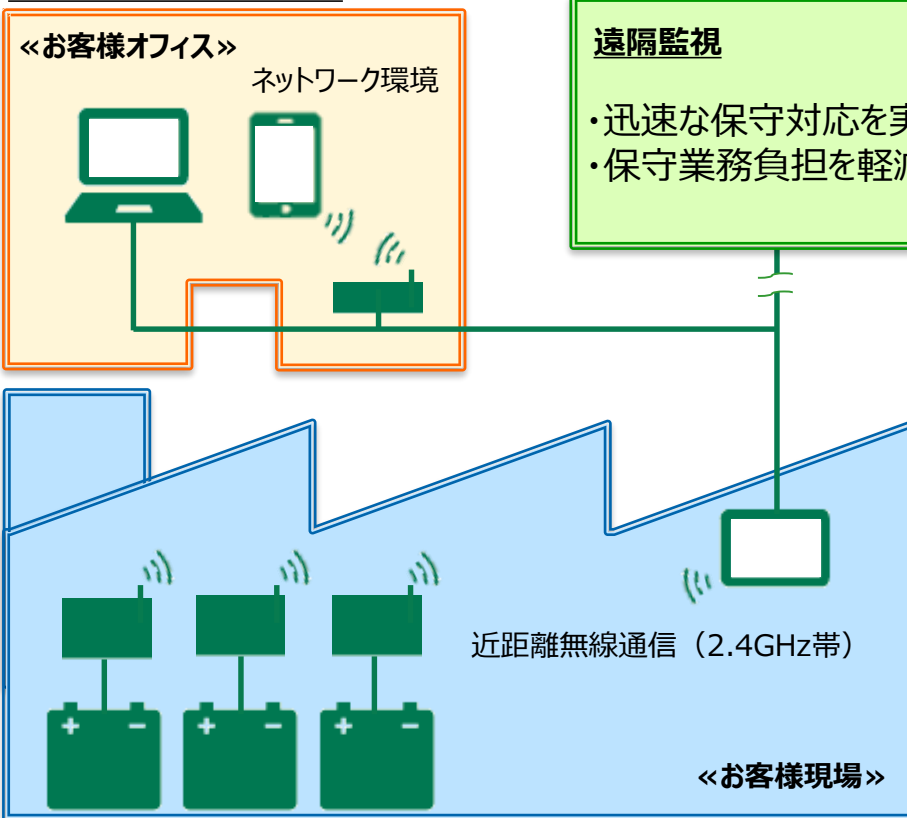 ≪お客様オフィス≫
ネットワーク環境
遠隔監視
・迅速な保守対応を実
・保守業務負担を軽減
近距離無線通信（2.4GHz帯）
≪お客様現場≫